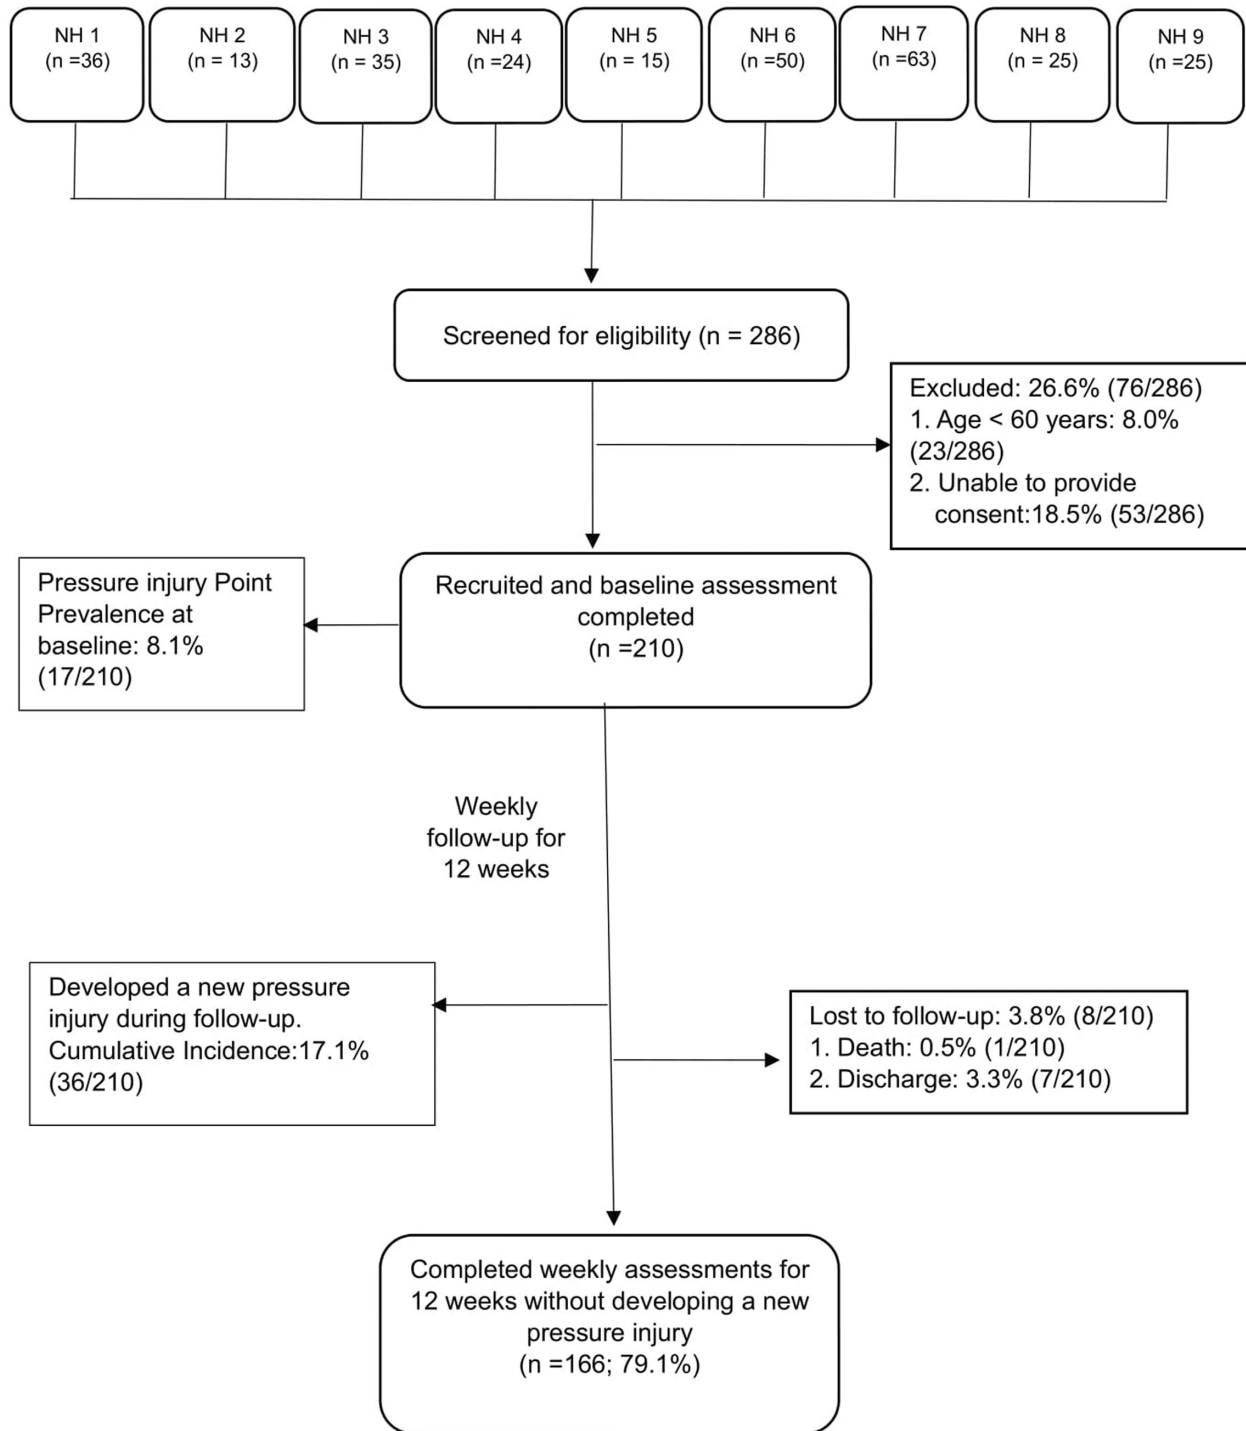 NH 1
(n =36)
NH 2
(n = 13)
NH 3
(n = 35)
NH 4
(n =24)
NH 5
(n = 15)
NH 6
(n =50)
NH 7
(n =63)
NH 8
(n = 25)
NH 9
(n =25)
Screened for eligibility (n = 286)
Excluded: 26.6% (76/286)
1. Age < 60 years: 8.0%
(23/286)
2. Unable to provide
consent:18.5% (53/286)
Recruited and baseline assessment
completed
(n =210)
Pressure injury Point
Prevalence at
baseline: 8.1%
(17/210)
Weekly
follow-up for
12 weeks
Developed a new pressure
injury during follow-up.
Cumulative Incidence:17.1%
(36/210)
Lost to follow-up: 3.8% (8/210)
1. Death: 0.5% (1/210)
2. Discharge: 3.3% (7/210)
Completed weekly assessments for
12 weeks without developing a new
pressure injury
(n =166; 79.1%)